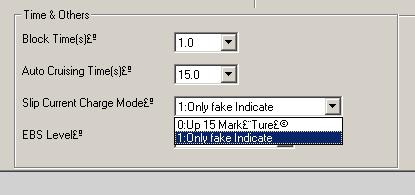 Time & Others
Block Time(s)£º
1.0
Auto Cruising Time(s)£º
15.0
Slip Current Charge Mode£º
1:Only fake Indicate
0:Up 15 Mark£¨Ture£©
1:Only fake Indicate
EBS Level£º